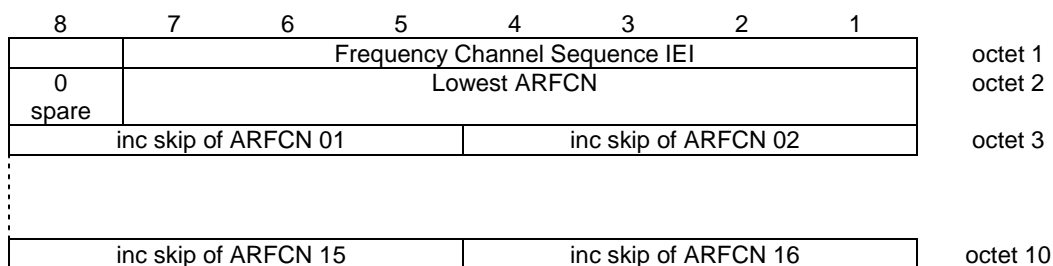 8 7 6 5 4 3 2 1
Frequency Channel Sequence IEI octet 1
0 Lowest ARFCN octet 2
spare
inc skip of ARFCN 01 inc skip of ARFCN 02 octet 3
inc skip of ARFCN 15 inc skip of ARFCN 16 octet 10